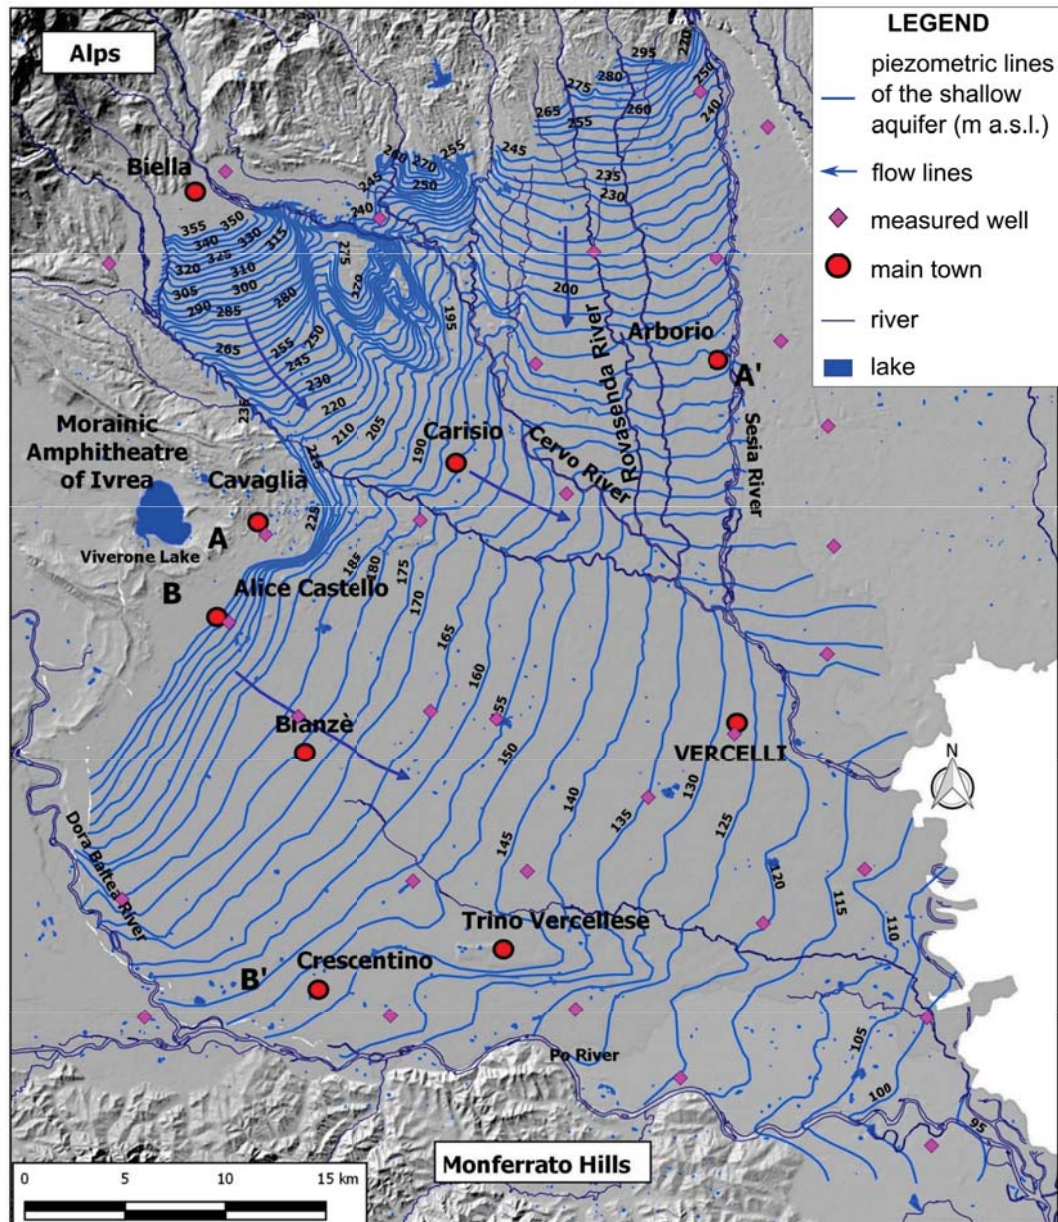 Alps
Biella
Morainic
Amphitheatre
of Ivrea
Viverone Lake
Cavaglià
A
B
Alice Castello
Carisio
Cervo River
Rovasenda River
Arborio
A'
Sesia River
Bianzè
VERCELLI
Dora Baltea River
Trino Vercellese
B'
Crescentino
Po River
Monferrato Hills
N
0 5 10 15 km
LEGEND
piezometric lines
of the shallow
aquifer (m a.s.l.)
flow lines
measured well
main town
river
lake
295
220
280
250
275
265
260
240
255
245
235
230
200
255
260
270
250
245
240
355
350
340
330
325
315
320
310
305
300
290
285
280
275
270
265
255
250
245
230
235
220
210
205
195
190
225
225
185
180
175
170
165
160
155
150
145
140
135
130
125
120
115
110
105
100
95